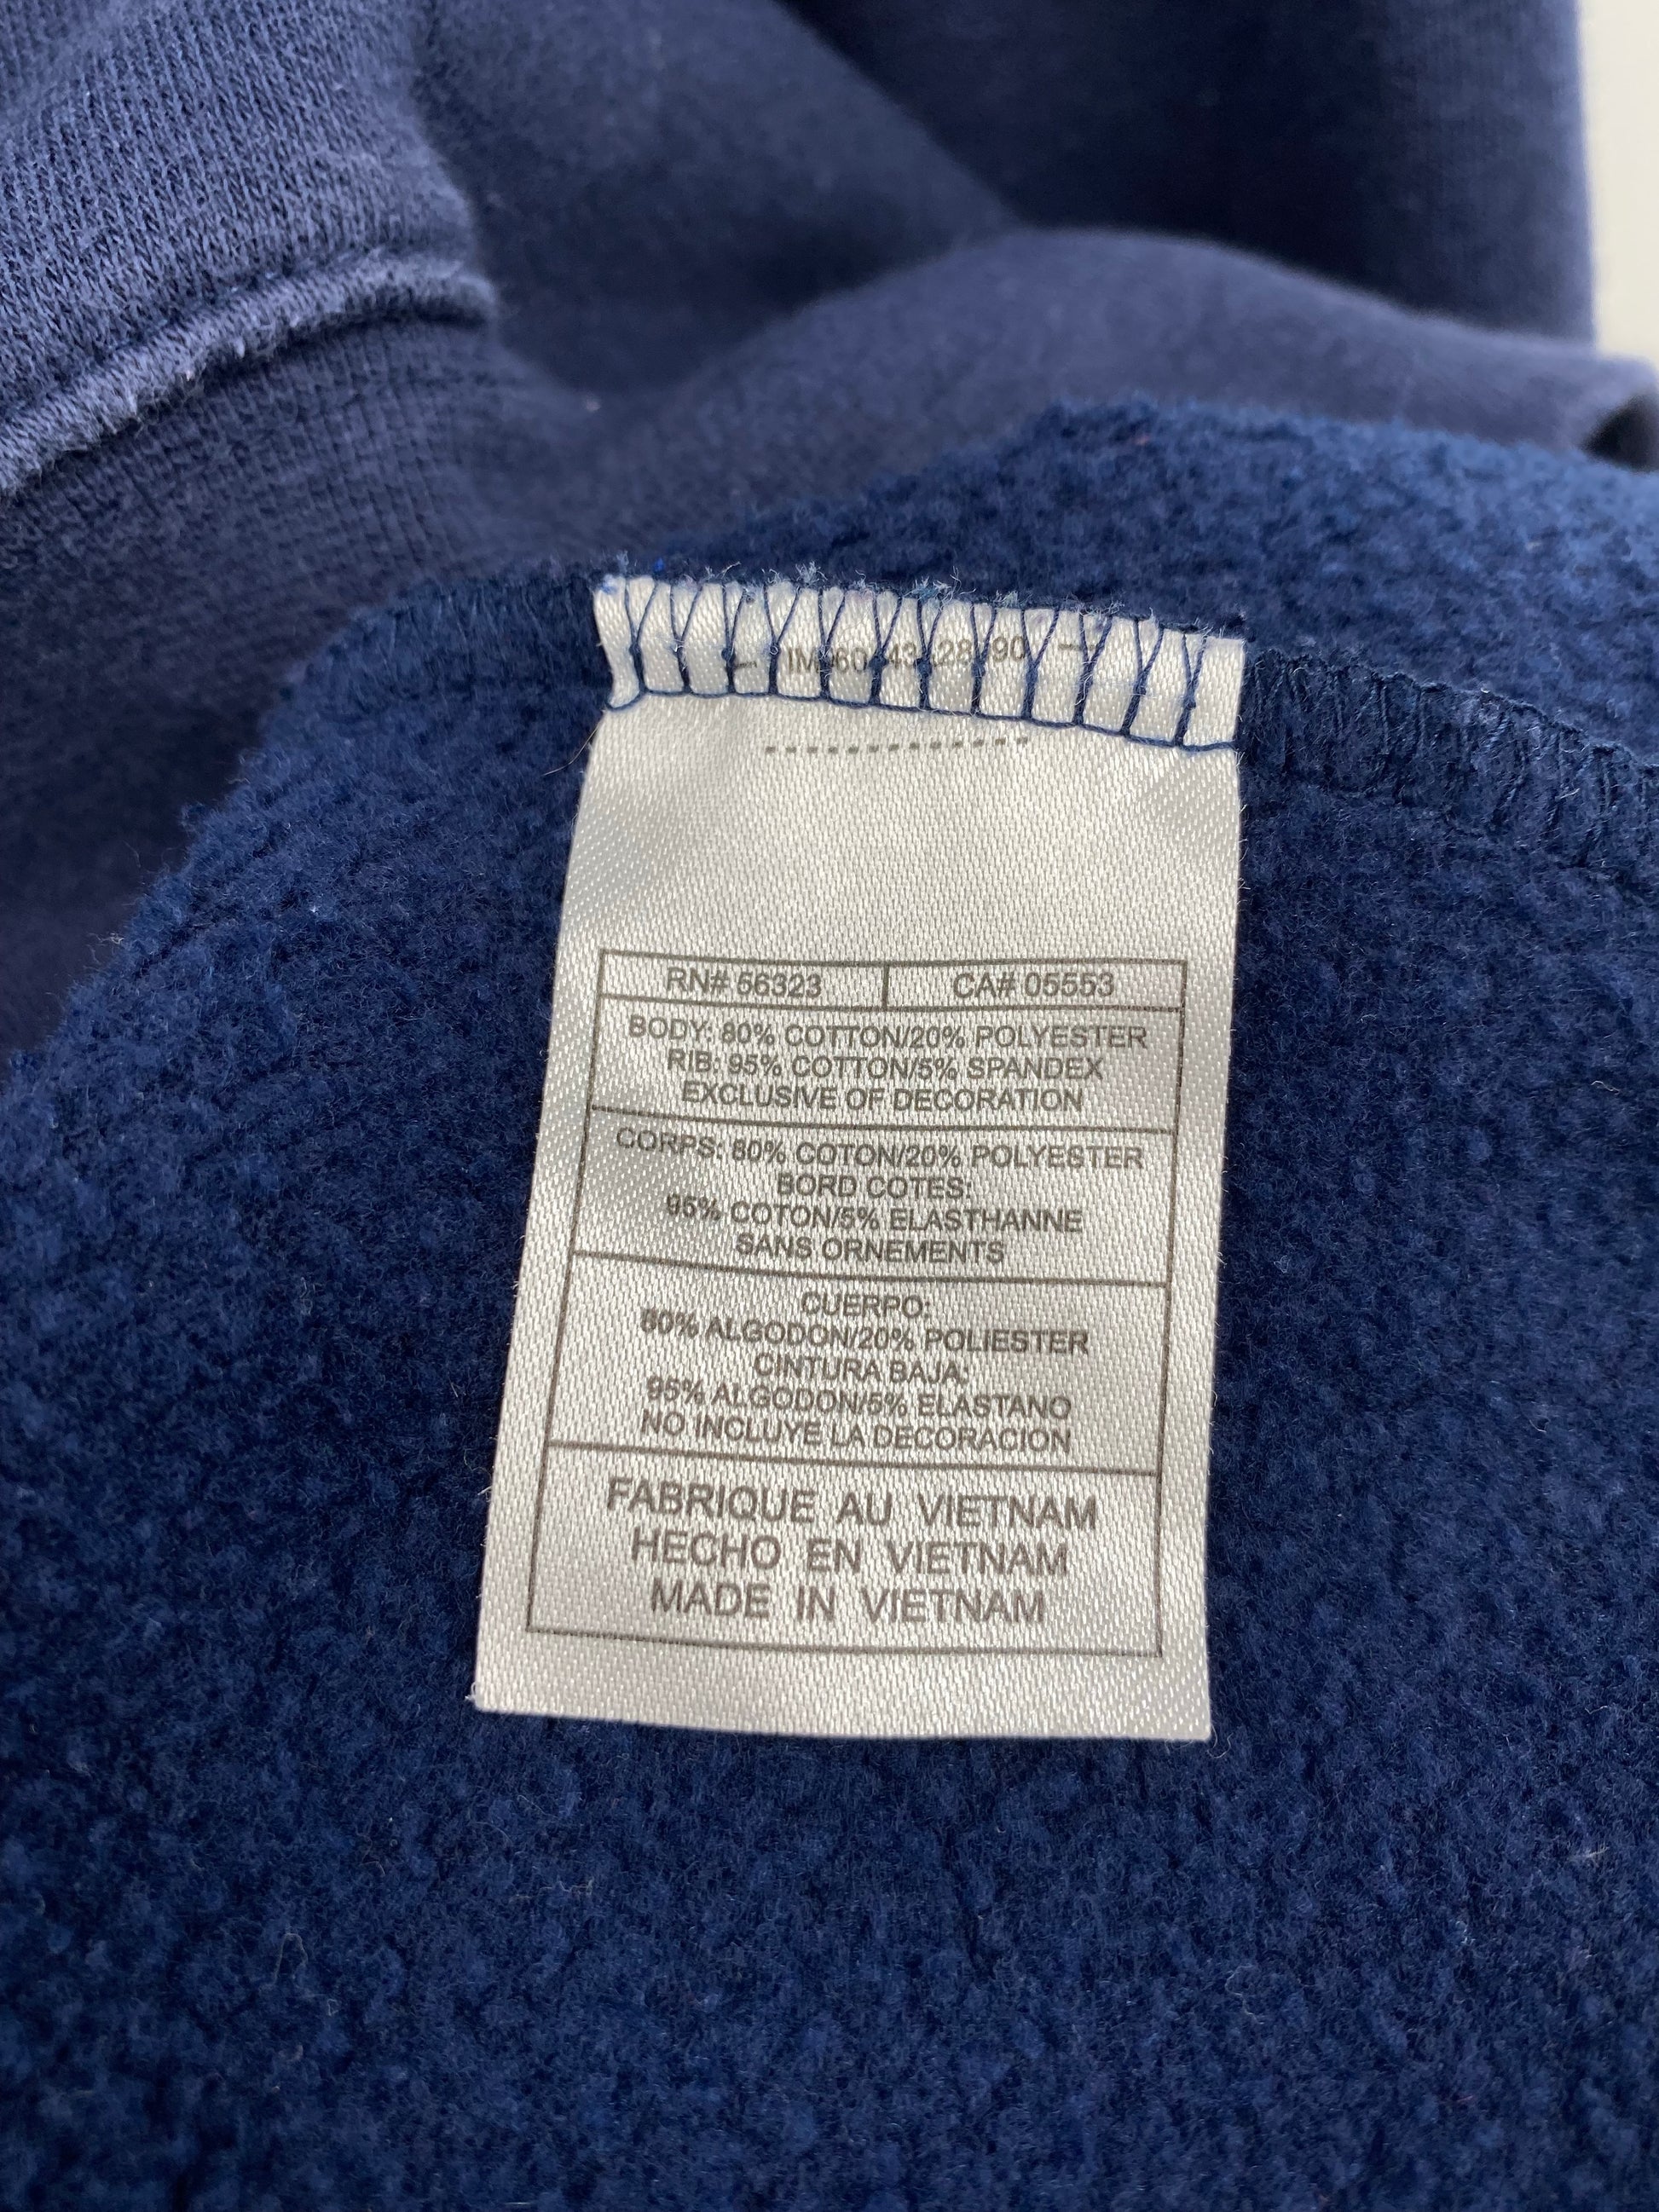 RN# 56323 CA# 05553
BODY: 80% COTTON/20% POLYESTER
RIB: 95% COTTON/5% SPANDEX
EXCLUSIVE OF DECORATION
CORPS: 80% COTON/20% POLYESTER
BORD COTES:
95% COTON/5% ELASTHANNE
SANS ORNEMENTS
CUERPO:
80% ALGODON/20% POLIESTER
CINTURA BAJA:
95% ALGODON/5% ELASTANO
NO INCLUYE LA DECORACION
FABRIQUE AU VIETNAM
HECHO EN VIETNAM
MADE IN VIETNAM